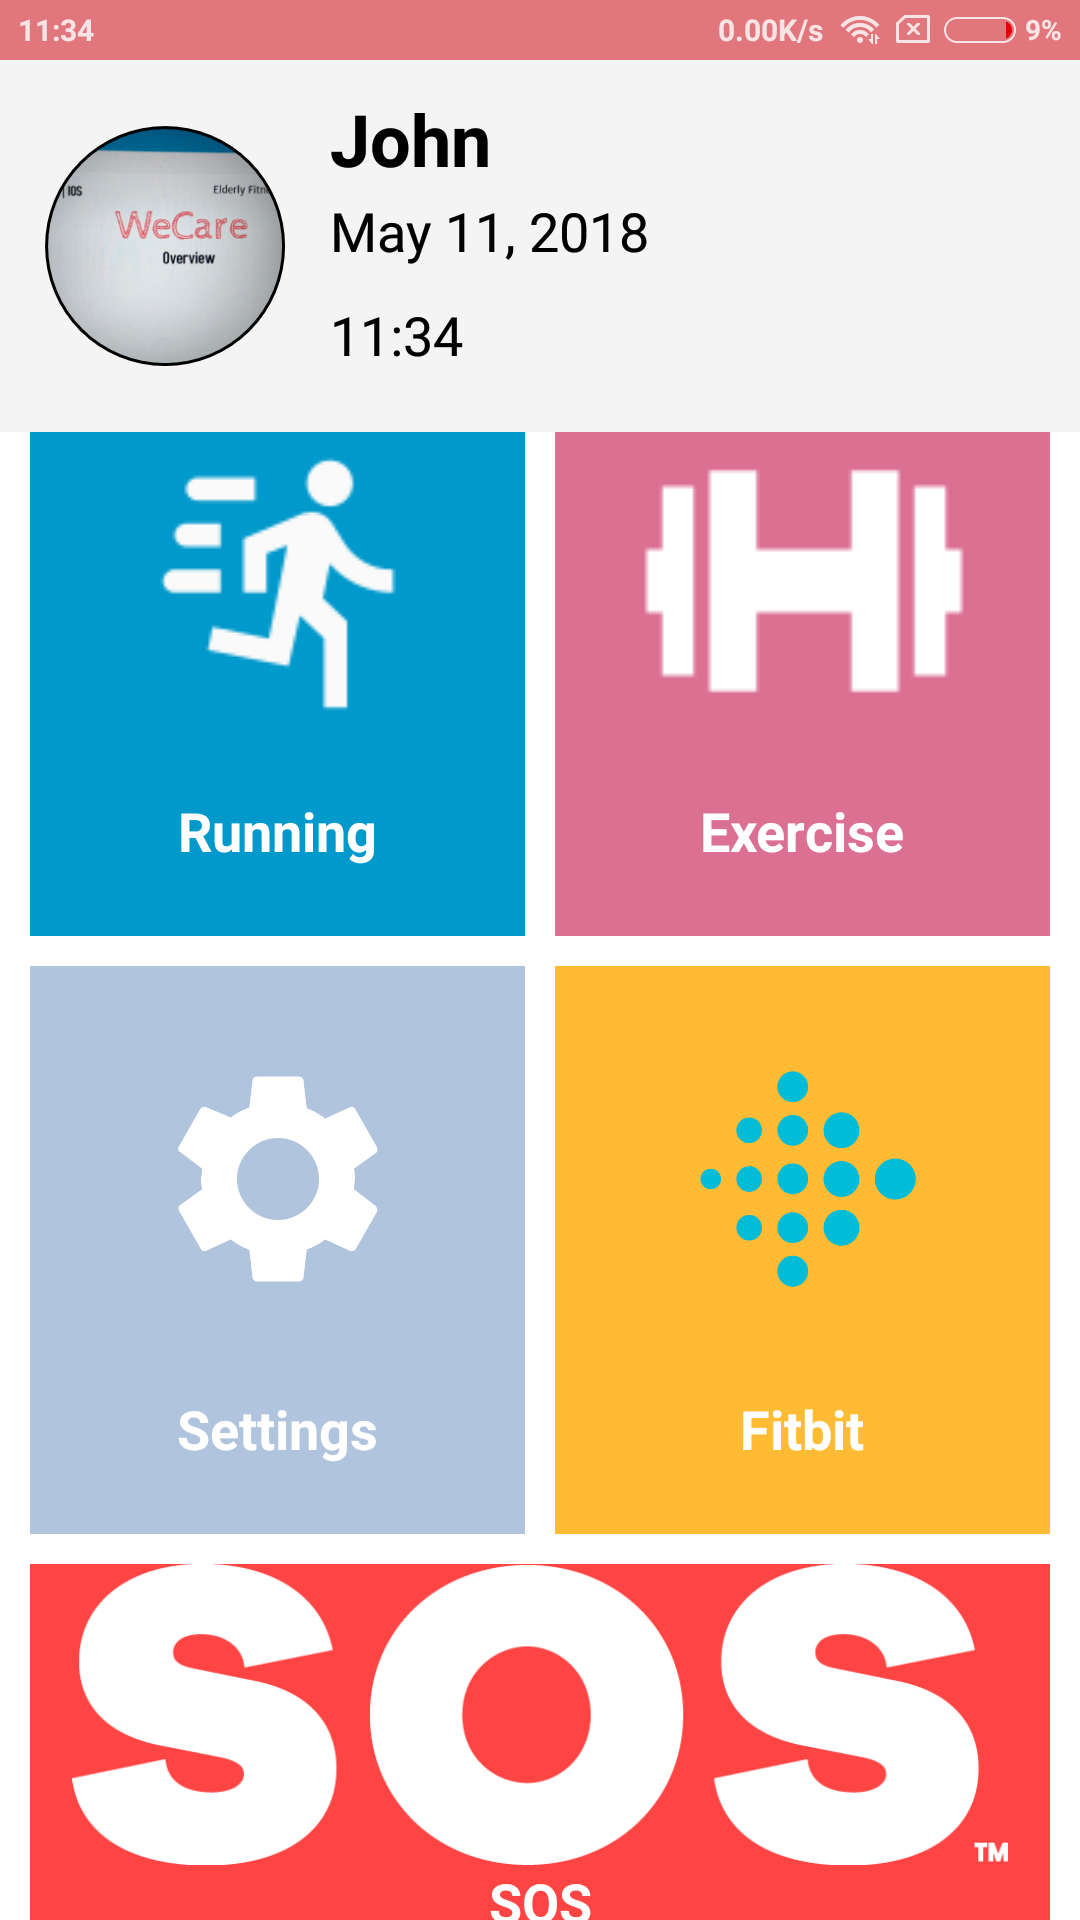 11:34 0.00K/s 9%
John
May 11, 2018
11:34
| IOS Elderly Fitn
WeCare
Overview
Running Exercise
Settings Fitbit
SOS TM
SOS